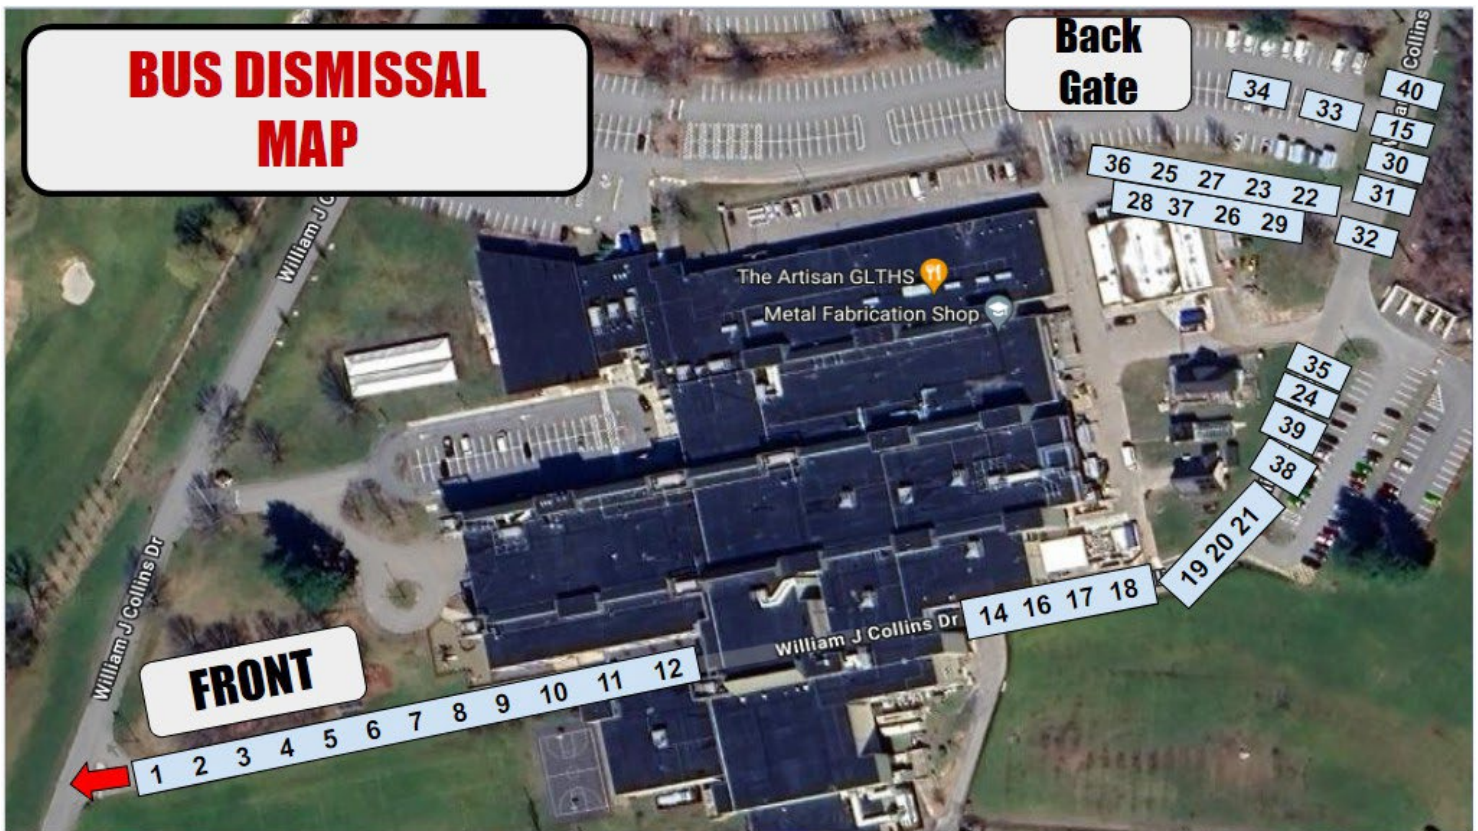 BUS DISMISSAL
MAP
Back
Gate
Collins
34
33
40
15
30
31
32
36 25 27 23 22
28 37 26 29
William J C
The Artisan GLTHS
Metal Fabrication Shop
35
24
39
38
19 20 21
14 16 17 18
William J Collins Dr
William J Collins Dr
FRONT
1 2 3 4 5 6 7 8 9 10 11 12